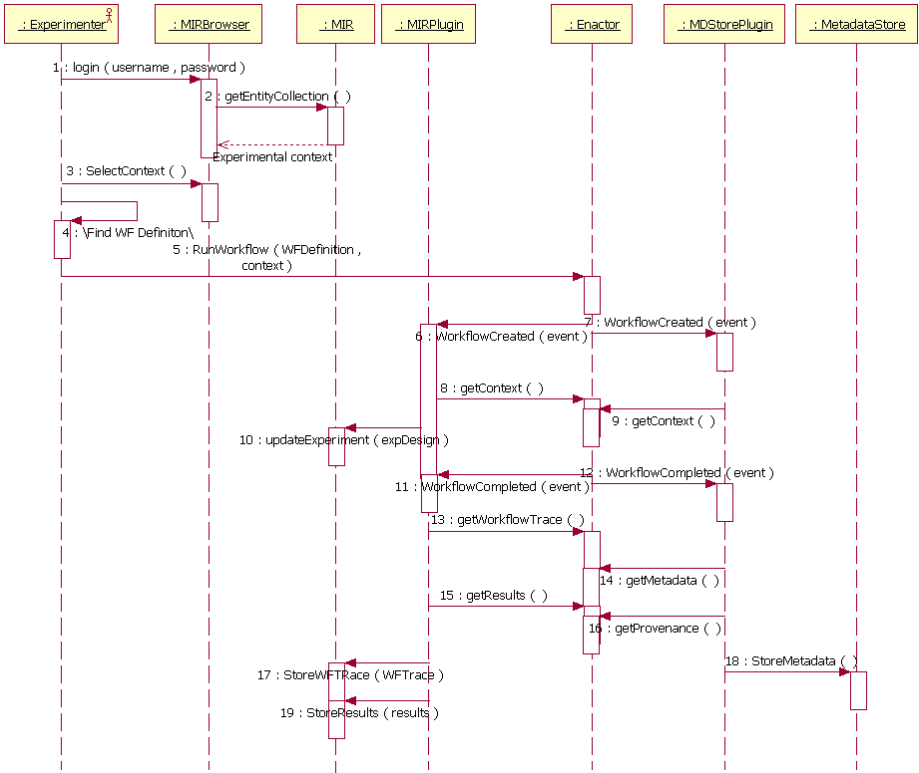 : Experimenter
: MIRBrowser
: MIR
: MIRPlugin
: Enactor
: MDStorePlugin
: MetadataStore
1 : login ( username , password )
2 : getEntityCollection ( )
Experimental context
3 : SelectContext ( )
4 : \Find WF Definiton\
5 : RunWorkflow ( WFDefinition ,
context )
7 : WorkflowCreated ( event )
6 : WorkflowCreated ( event )
8 : getContext ( )
9 : getContext ( )
10 : updateExperiment ( expDesign )
12 : WorkflowCompleted ( event )
11 : WorkflowCompleted ( event )
13 : getWorkflowTrace ( )
14 : getMetadata ( )
15 : getResults ( )
16 : getProvenance ( )
18 : StoreMetadata ( )
17 : StoreWFTRace ( WFTrace )
19 : StoreResults ( results )